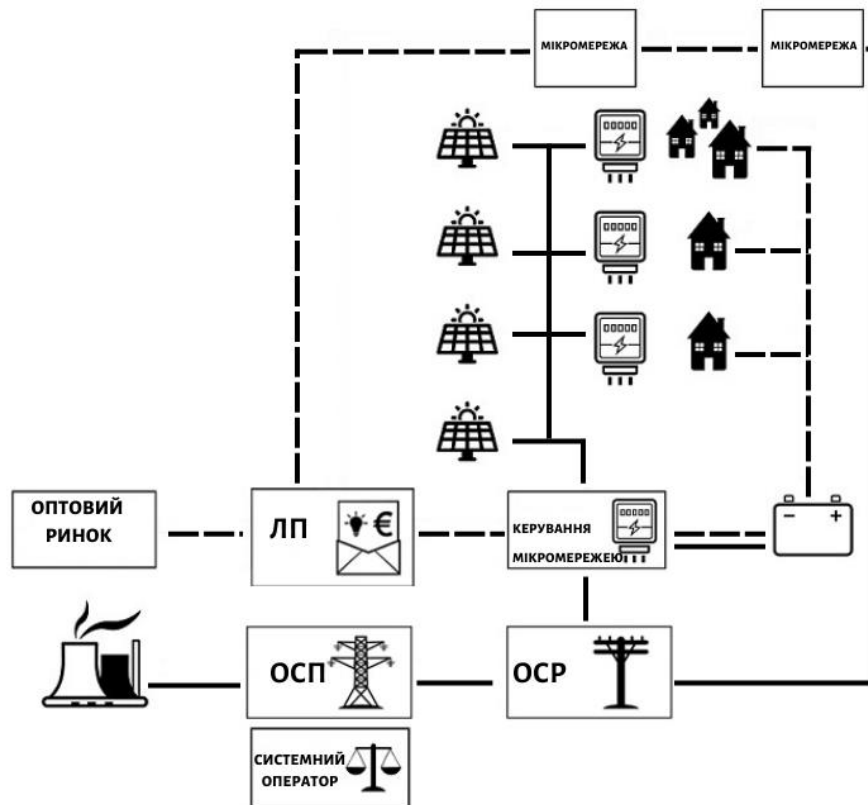 МІКРОМЕРЕЖА
МІКРОМЕРЕЖА
ОПТОВИЙ
РИНОК
ЛП
€
КЕРУВАННЯ
МІКРОМЕРЕЖЕЮ
− +
ОСП
ОСР
СИСТЕМНИЙ
ОПЕРАТОР